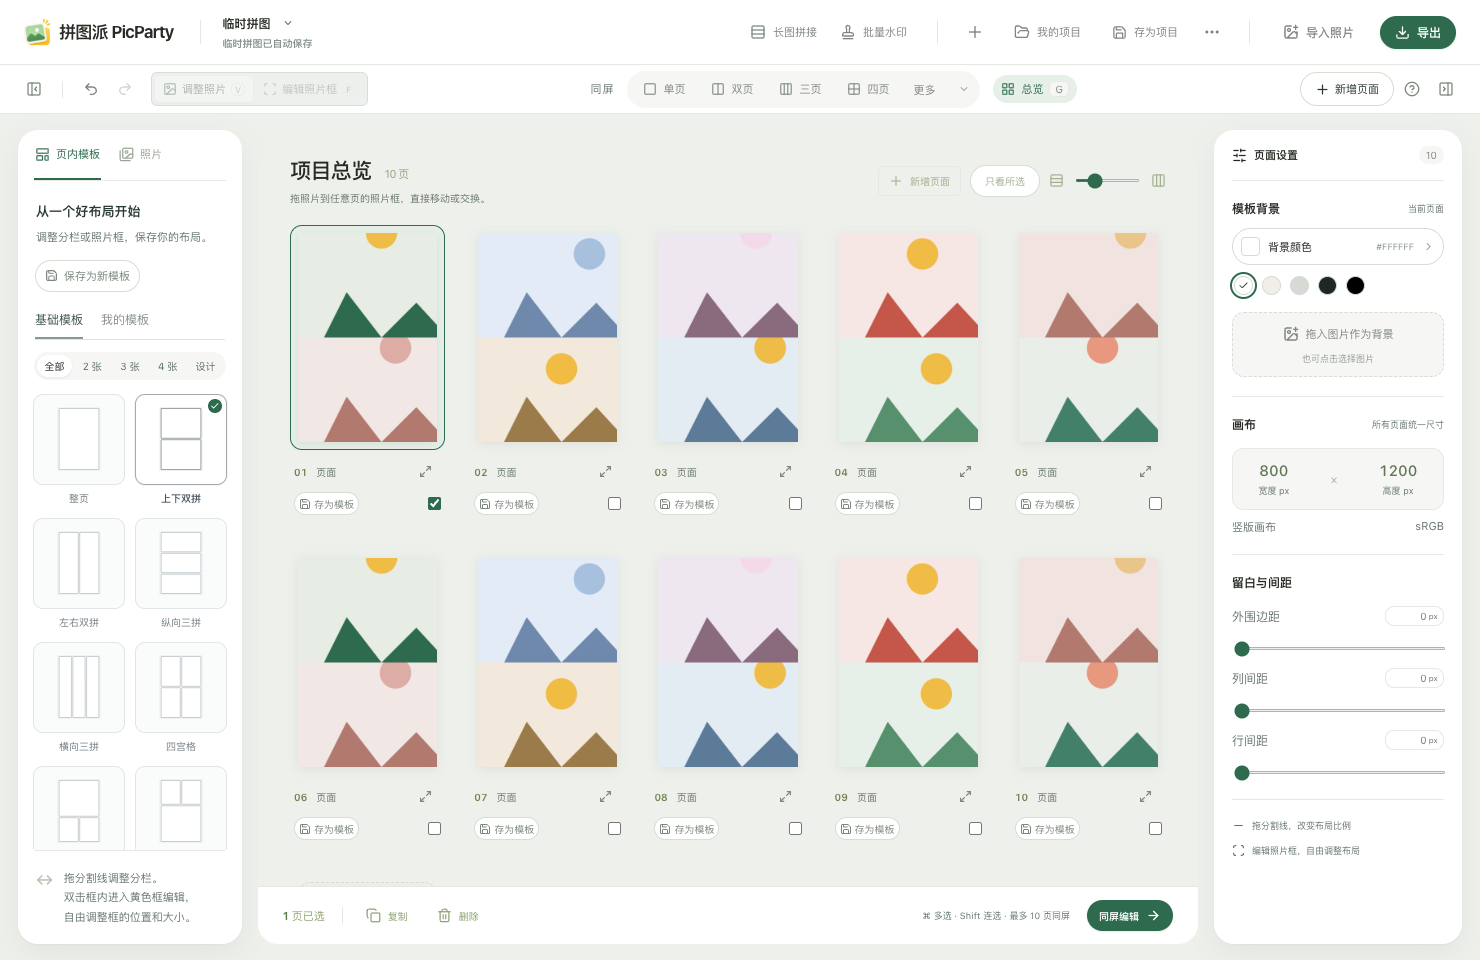 拼图派 PicParty
临时拼图
临时拼图已自动保存
长图拼接
批量水印
我的项目
存为项目
导入照片
导出
调整照片 V
编辑照片框 F
同屏
单页
双页
三页
四页
更多
总览 G
新增页面
页内模板
照片
从一个好布局开始
调整分栏或照片框，保存你的布局。
保存为新模板
基础模板
我的模板
全部
2 张
3 张
4 张
设计
整页
上下双拼
左右双拼
纵向三拼
横向三拼
四宫格
拖分割线调整分栏。
双击框内进入黄色框编辑，
自由调整框的位置和大小。
项目总览 10 页
拖照片到任意页的照片框，直接移动或交换。
新增页面
只看所选
01 页面
02 页面
03 页面
04 页面
05 页面
存为模板
存为模板
存为模板
存为模板
存为模板
06 页面
07 页面
08 页面
09 页面
10 页面
存为模板
存为模板
存为模板
存为模板
存为模板
1 页已选
复制
删除
⌘ 多选 · Shift 连选 · 最多 10 页同屏
同屏编辑
页面设置
10
模板背景
当前页面
背景颜色
#FFFFFF
拖入图片作为背景
也可点击选择图片
画布
所有页面统一尺寸
800 × 1200
宽度 px
高度 px
竖版画布
sRGB
留白与间距
外围边距
0 px
列间距
0 px
行间距
0 px
拖分割线，改变布局比例
编辑照片框，自由调整布局